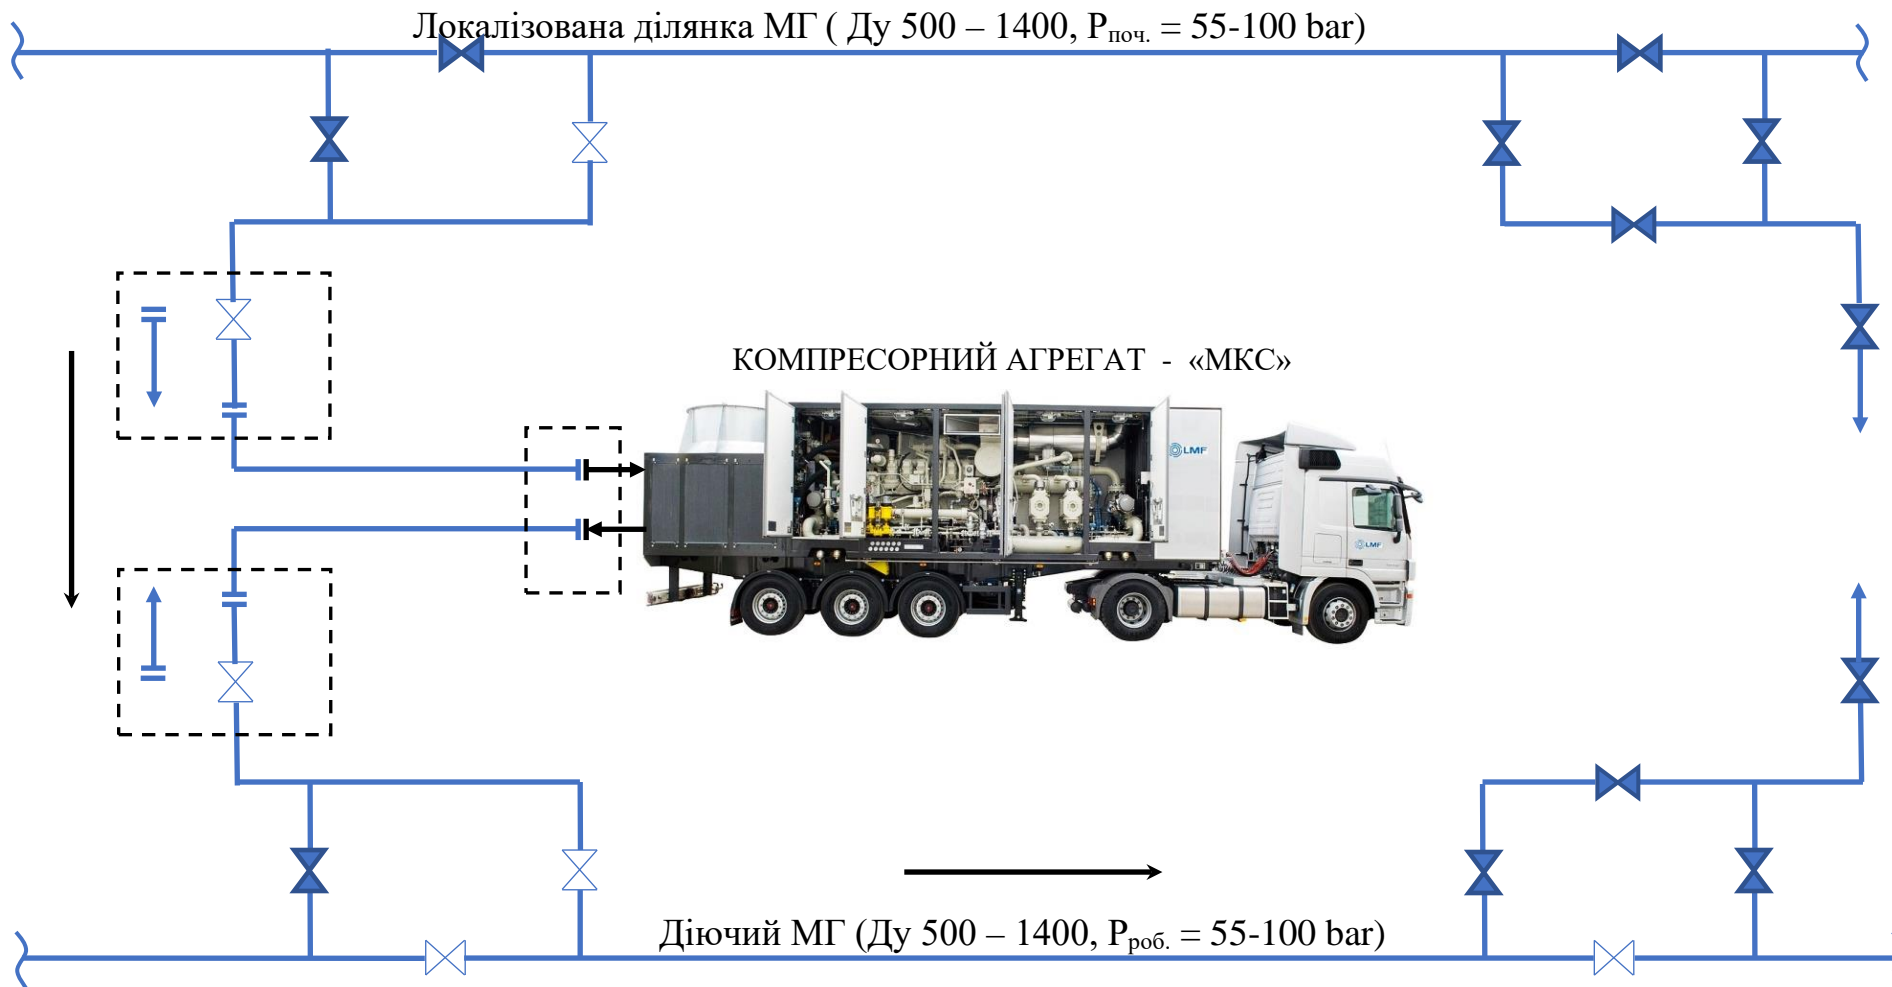 Локалізована ділянка МГ ( Ду 500 – 1400, Рпоч. = 55-100 bar)
КОМПРЕСОРНИЙ АГРЕГАТ - «МКС»
LMF
LMF
Діючий МГ (Ду 500 – 1400, Рроб. = 55-100 bar)